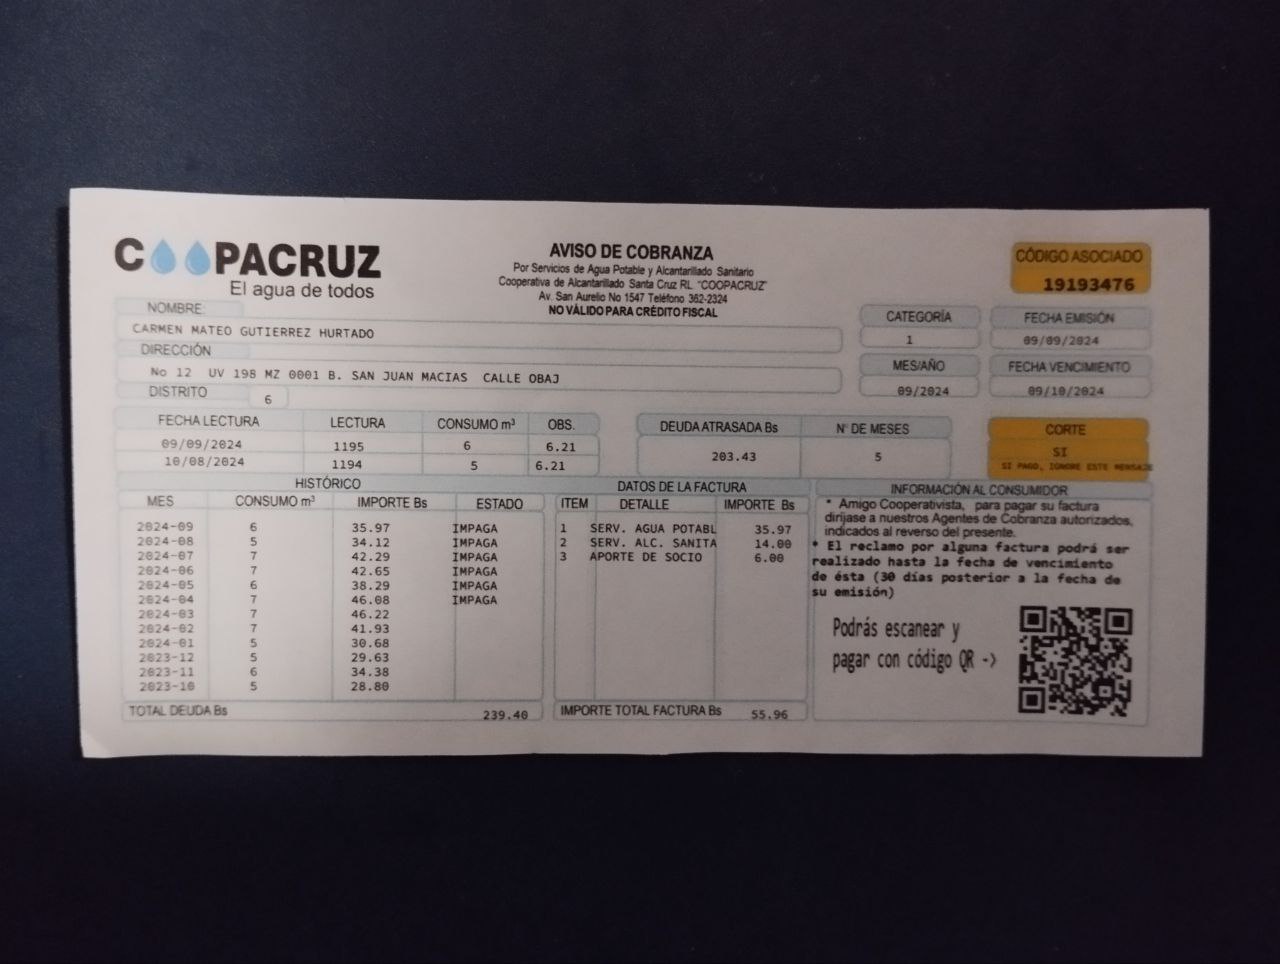 COOPACRUZ
El agua de todos
AVISO DE COBRANZA
Por Servicios de Agua Potable y Alcantarillado Sanitario
Cooperativa de Alcantarillado Santa Cruz RL "COOPACRUZ"
Av. San Aurelio No 1547 Teléfono 362-2324
NO VÁLIDO PARA CRÉDITO FISCAL
CÓDIGO ASOCIADO
19193476
NOMBRE:
CARMEN MATEO GUTIERREZ HURTADO
DIRECCIÓN
No 12 UV 198 MZ 0001 B. SAN JUAN MACIAS CALLE OBAJ
DISTRITO 6
CATEGORÍA
1
FECHA EMISIÓN
09/09/2024
MES/AÑO
09/2024
FECHA VENCIMIENTO
09/10/2024
FECHA LECTURA LECTURA CONSUMO m³ OBS.
09/09/2024 1195 6 6.21
10/08/2024 1194 5 6.21
DEUDA ATRASADA Bs N° DE MESES
203.43 5
CORTE
SI
SI PAGO, IGNORE ESTE MENSAJE
HISTÓRICO
MES CONSUMO m³ IMPORTE Bs ESTADO
2024-09 6 35.97 IMPAGA
2024-08 5 34.12 IMPAGA
2024-07 7 42.29 IMPAGA
2024-06 7 42.65 IMPAGA
2024-05 6 38.29 IMPAGA
2024-04 7 46.08 IMPAGA
2024-03 7 46.22
2024-02 7 41.93
2024-01 5 30.68
2023-12 5 29.63
2023-11 6 34.38
2023-10 5 28.80
TOTAL DEUDA Bs 239.40
DATOS DE LA FACTURA
ITEM DETALLE IMPORTE Bs
1 SERV. AGUA POTABL 35.97
2 SERV. ALC. SANITA 14.00
3 APORTE DE SOCIO 6.00
IMPORTE TOTAL FACTURA Bs 55.96
INFORMACIÓN AL CONSUMIDOR
* Amigo Cooperativista, para pagar su factura
diríjase a nuestros Agentes de Cobranza autorizados,
indicados al reverso del presente.
* El reclamo por alguna factura podrá ser
realizado hasta la fecha de vencimiento
de ésta (30 días posterior a la fecha de
su emisión)
Podrás escanear y
pagar con código QR ->